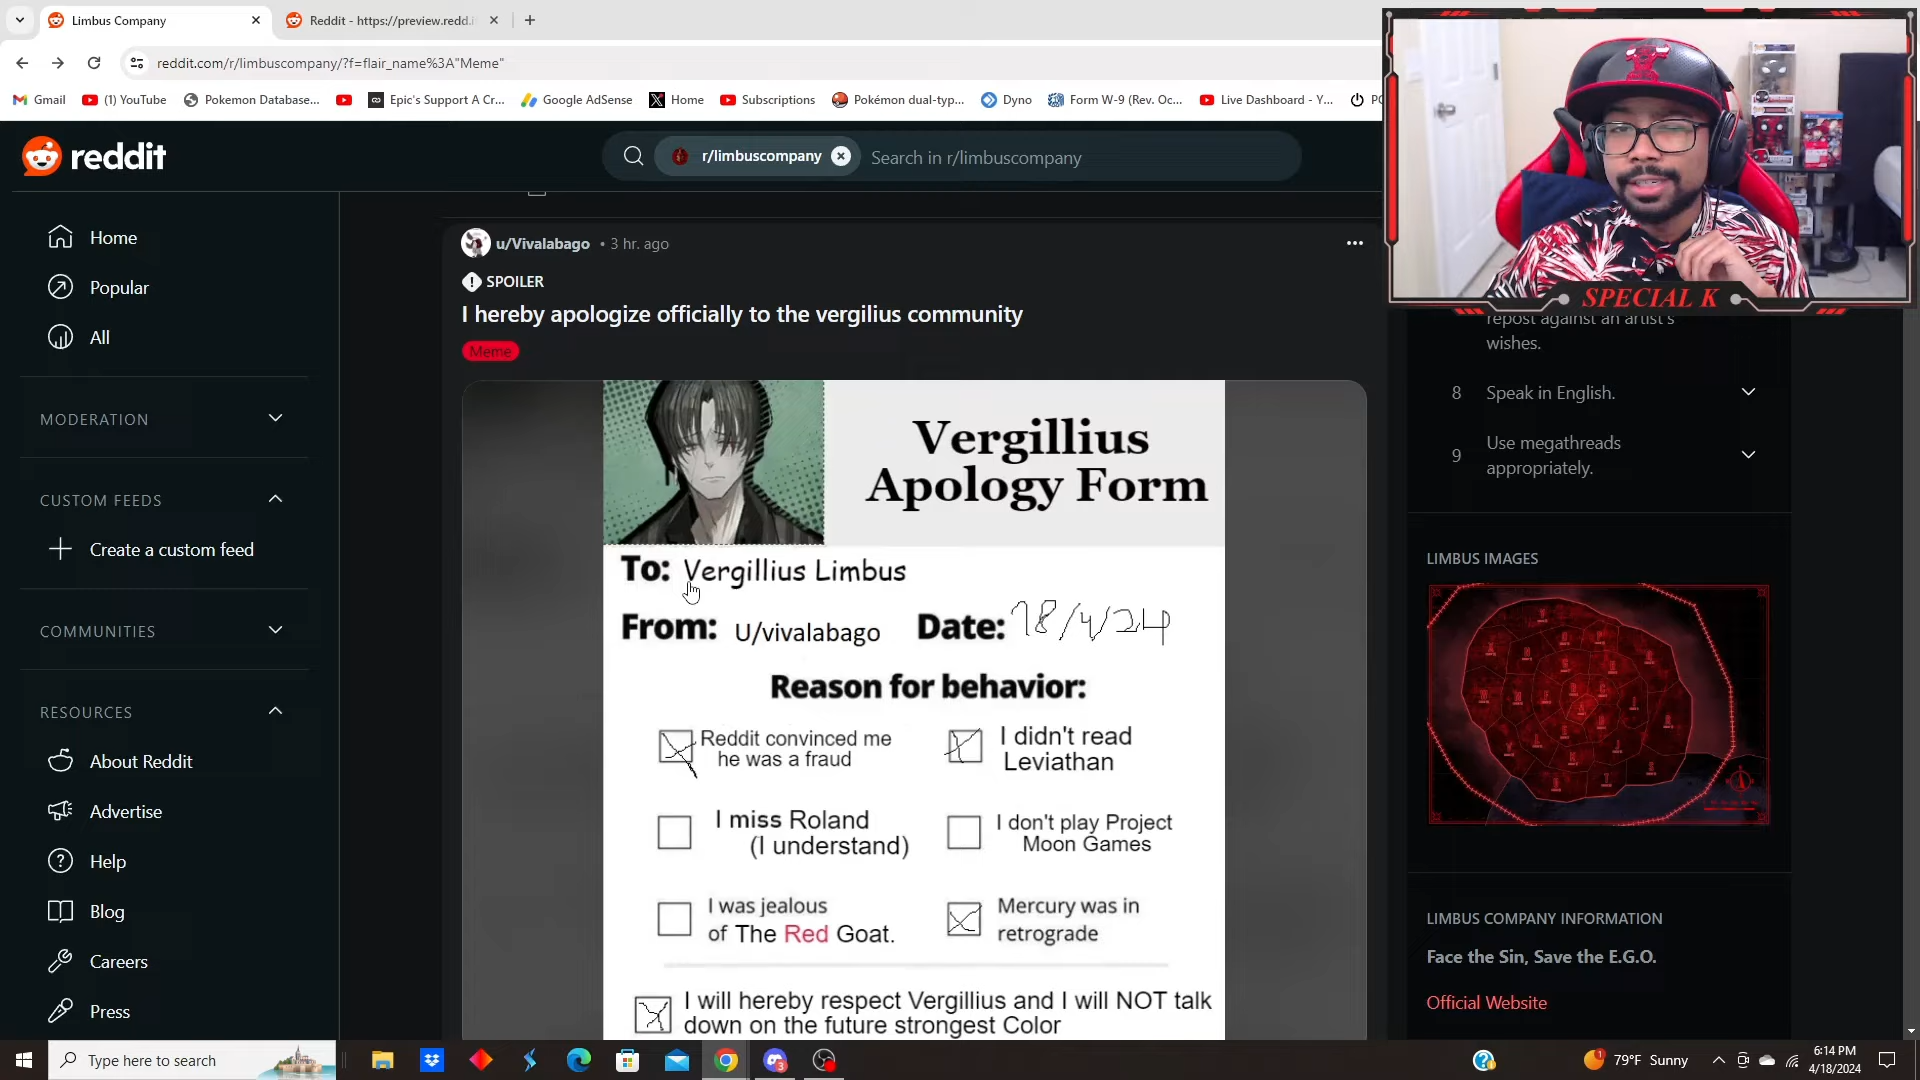 Limbus Company
Reddit - https://preview.redd.i
reddit.com/r/limbuscompany/?f=flair_name%3A"Meme"
Gmail
(1) YouTube
Pokemon Database...
Epic's Support A Cr...
Google AdSense
Home
Subscriptions
Pokémon dual-typ...
Dyno
Form W-9 (Rev. Oc...
Live Dashboard - Y...
PC
reddit
r/limbuscompany
Search in r/limbuscompany
Home
Popular
All
MODERATION
CUSTOM FEEDS
Create a custom feed
COMMUNITIES
RESOURCES
About Reddit
Advertise
Help
Blog
Careers
Press
u/Vivalabago • 3 hr. ago
SPOILER
I hereby apologize officially to the vergilius community
Meme
Vergillius
Apology Form
To: Vergillius Limbus
From: U/vivalabago Date: 18/4/24
Reason for behavior:
Reddit convinced me
he was a fraud
I didn't read
Leviathan
I miss Roland
(I understand)
I don't play Project
Moon Games
I was jealous
of The Red Goat.
Mercury was in
retrograde
I will hereby respect Vergillius and I will NOT talk
down on the future strongest Color
SPECIAL K
repost against an artist's
wishes.
8 Speak in English.
9 Use megathreads
appropriately.
LIMBUS IMAGES
LIMBUS COMPANY INFORMATION
Face the Sin, Save the E.G.O.
Official Website
Type here to search
79°F Sunny
6:14 PM
4/18/2024